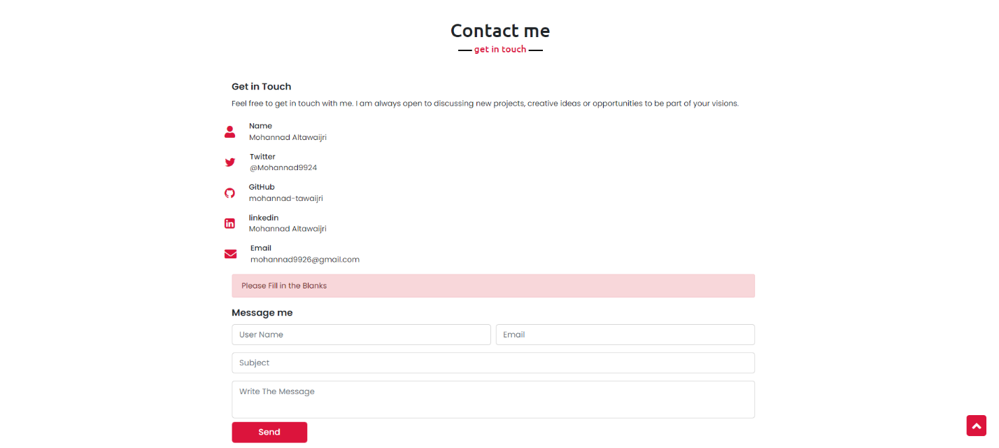 Contact me
get in touch
Get in Touch
Feel free to get in touch with me. I am always open to discussing new projects, creative ideas or opportunities to be part of your visions.
Name
Mohannad Altawaijri
Twitter
@Mohannad9924
GitHub
mohannad-tawaijri
linkedin
Mohannad Altawaijri
Email
mohannad9926@gmail.com
Please Fill in the Blanks
Message me
User Name
Email
Subject
Write The Message
Send